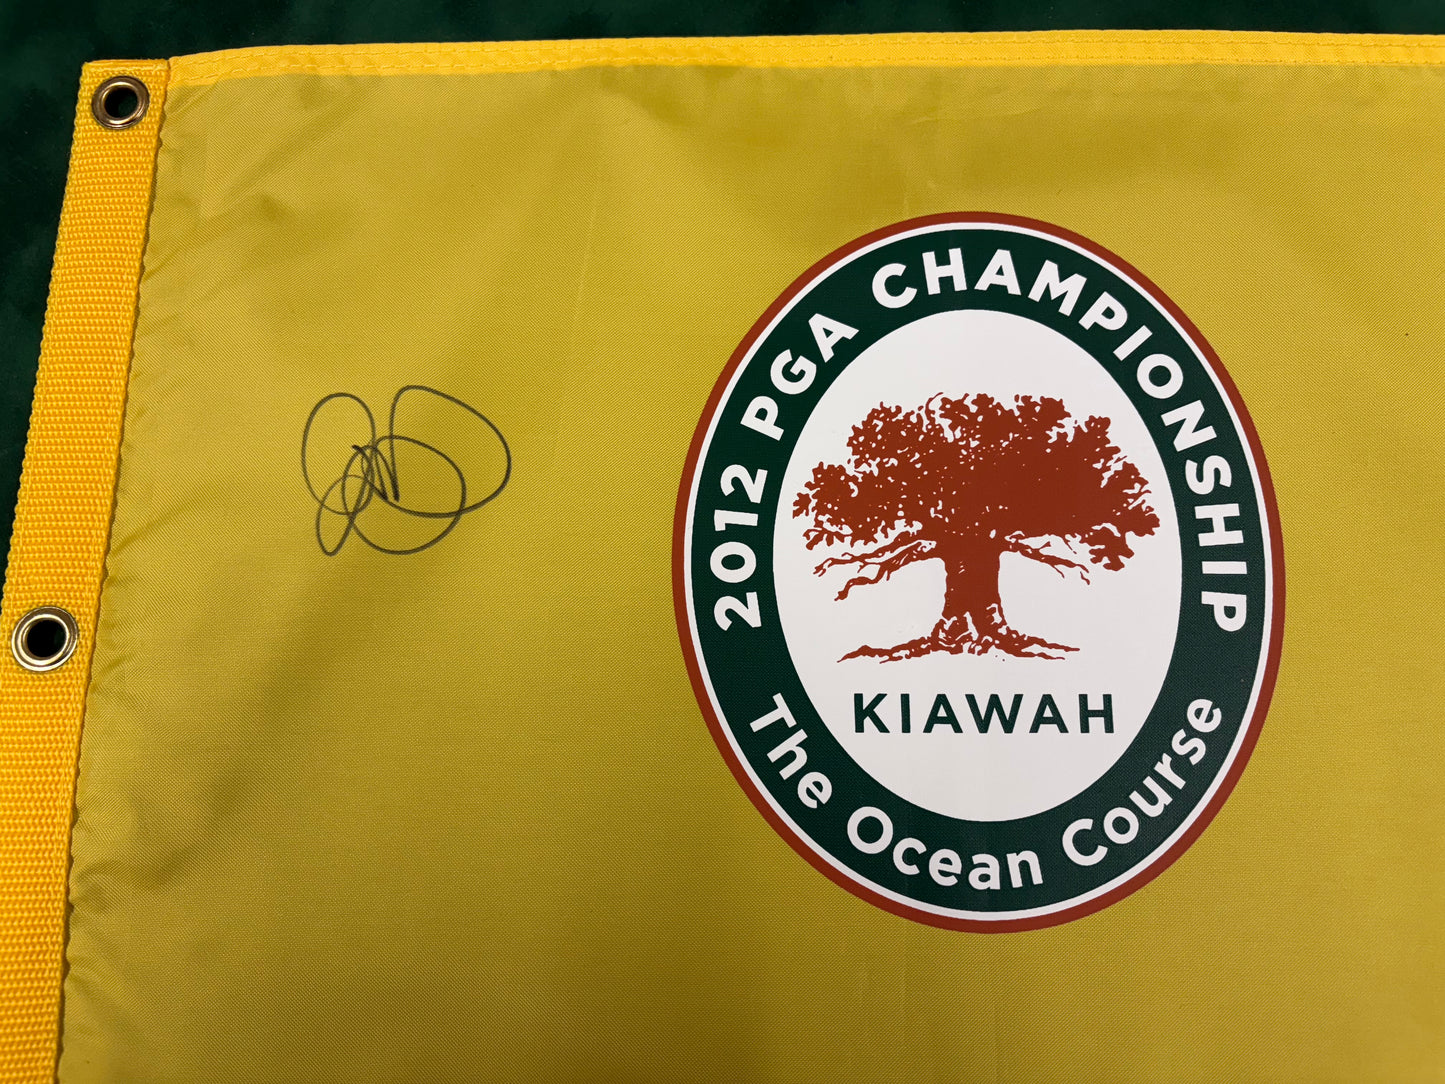 2012 PGA CHAMPIONSHIP
KIAWAH
The Ocean Course